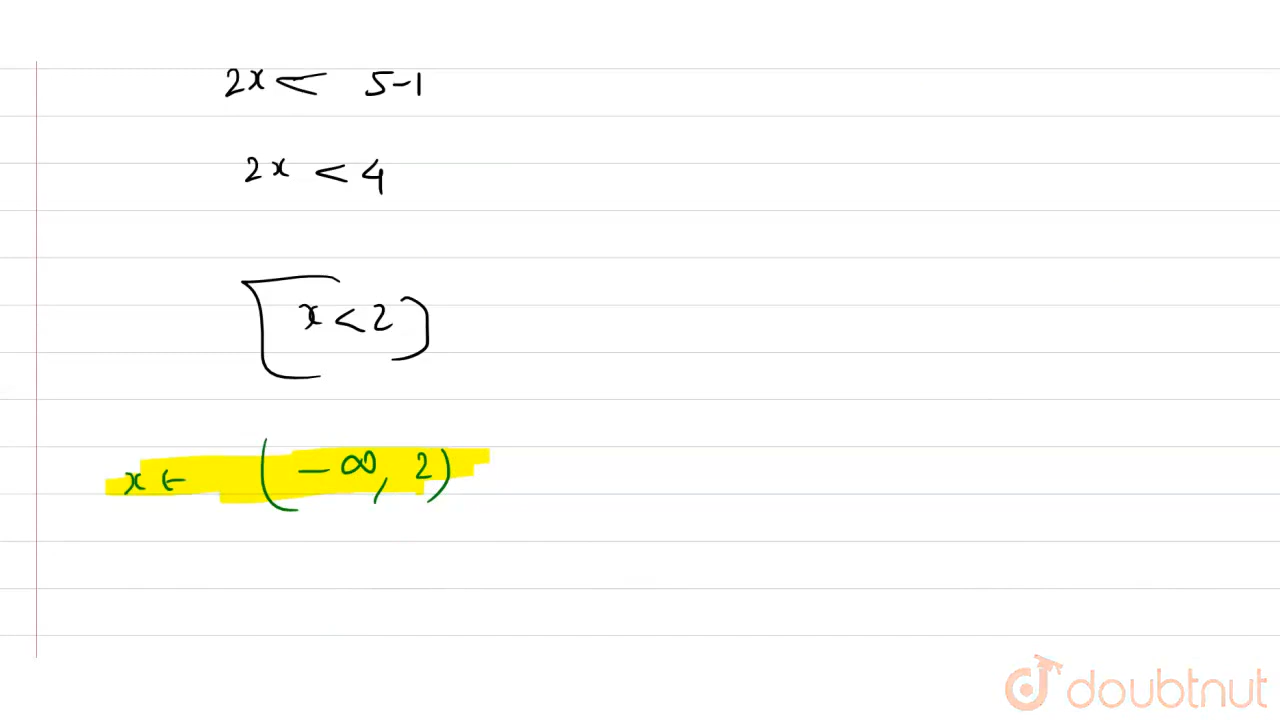 2x < 5-1
2x < 4
x < 2
x ∈ (-∞, 2)
doubtnut